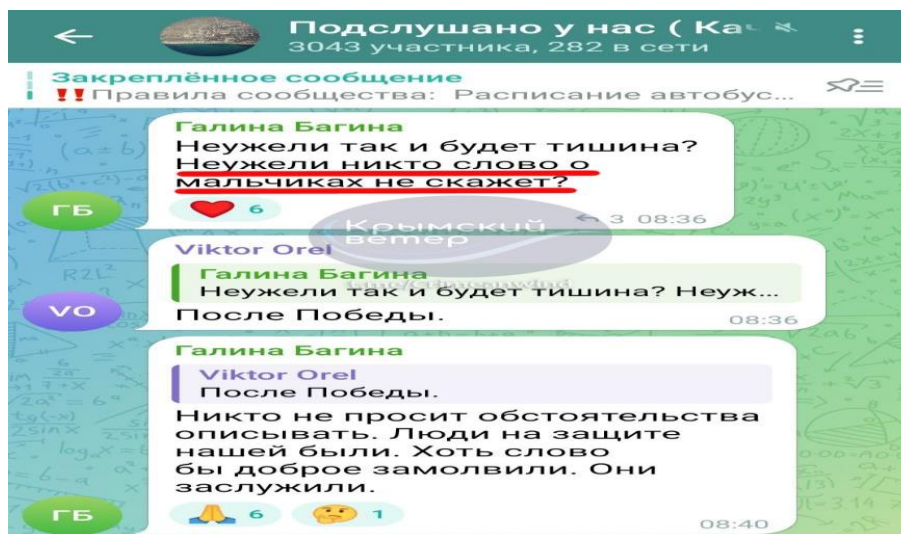 Подслушано у нас ( Ка
3043 участника, 282 в сети
Закреплённое сообщение
‼️Правила сообщества: Расписание автобус...
Галина Багина
Неужели так и будет тишина?
Неужели никто слово о
мальчиках не скажет?
ГБ
6
3 08:36
Крымский
ветер
Viktor Orel
Галина Багина
Неужели так и будет тишина? Неуж...
VO
После Победы.
08:36
Галина Багина
Viktor Orel
После Победы.
Никто не просит обстоятельства
описывать. Люди на защите
нашей были. Хоть слово
бы доброе замолвили. Они
заслужили.
ГБ
6 1
08:40